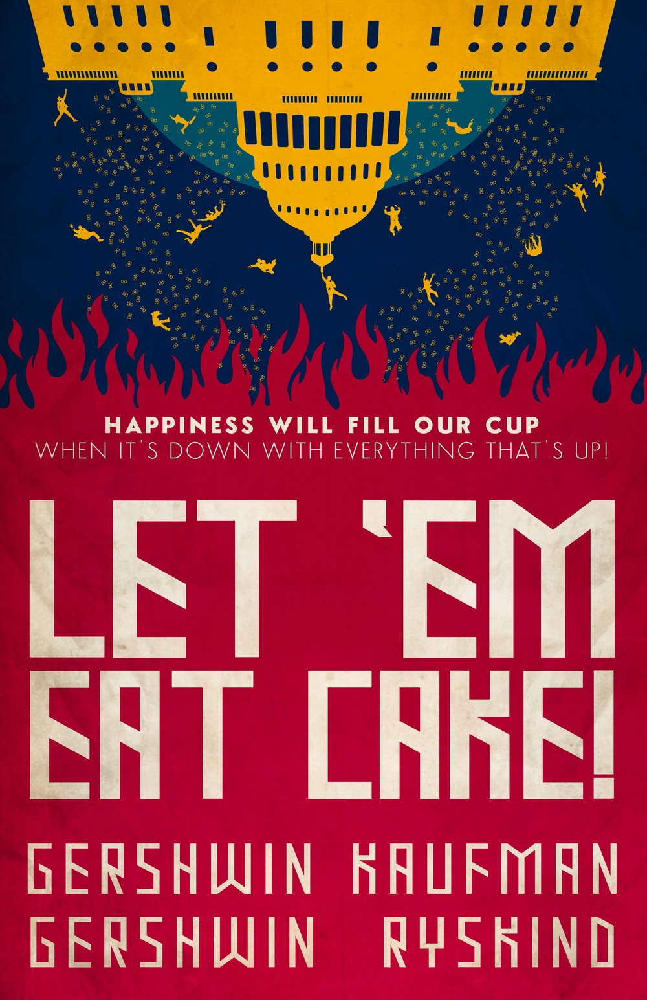 HAPPINESS WILL FILL OUR CUP
WHEN IT'S DOWN WITH EVERYTHING THAT'S UP!
LET 'EM
EAT CAKE!
GERSHWIN KAUFMAN
GERSHWIN RYSKIND